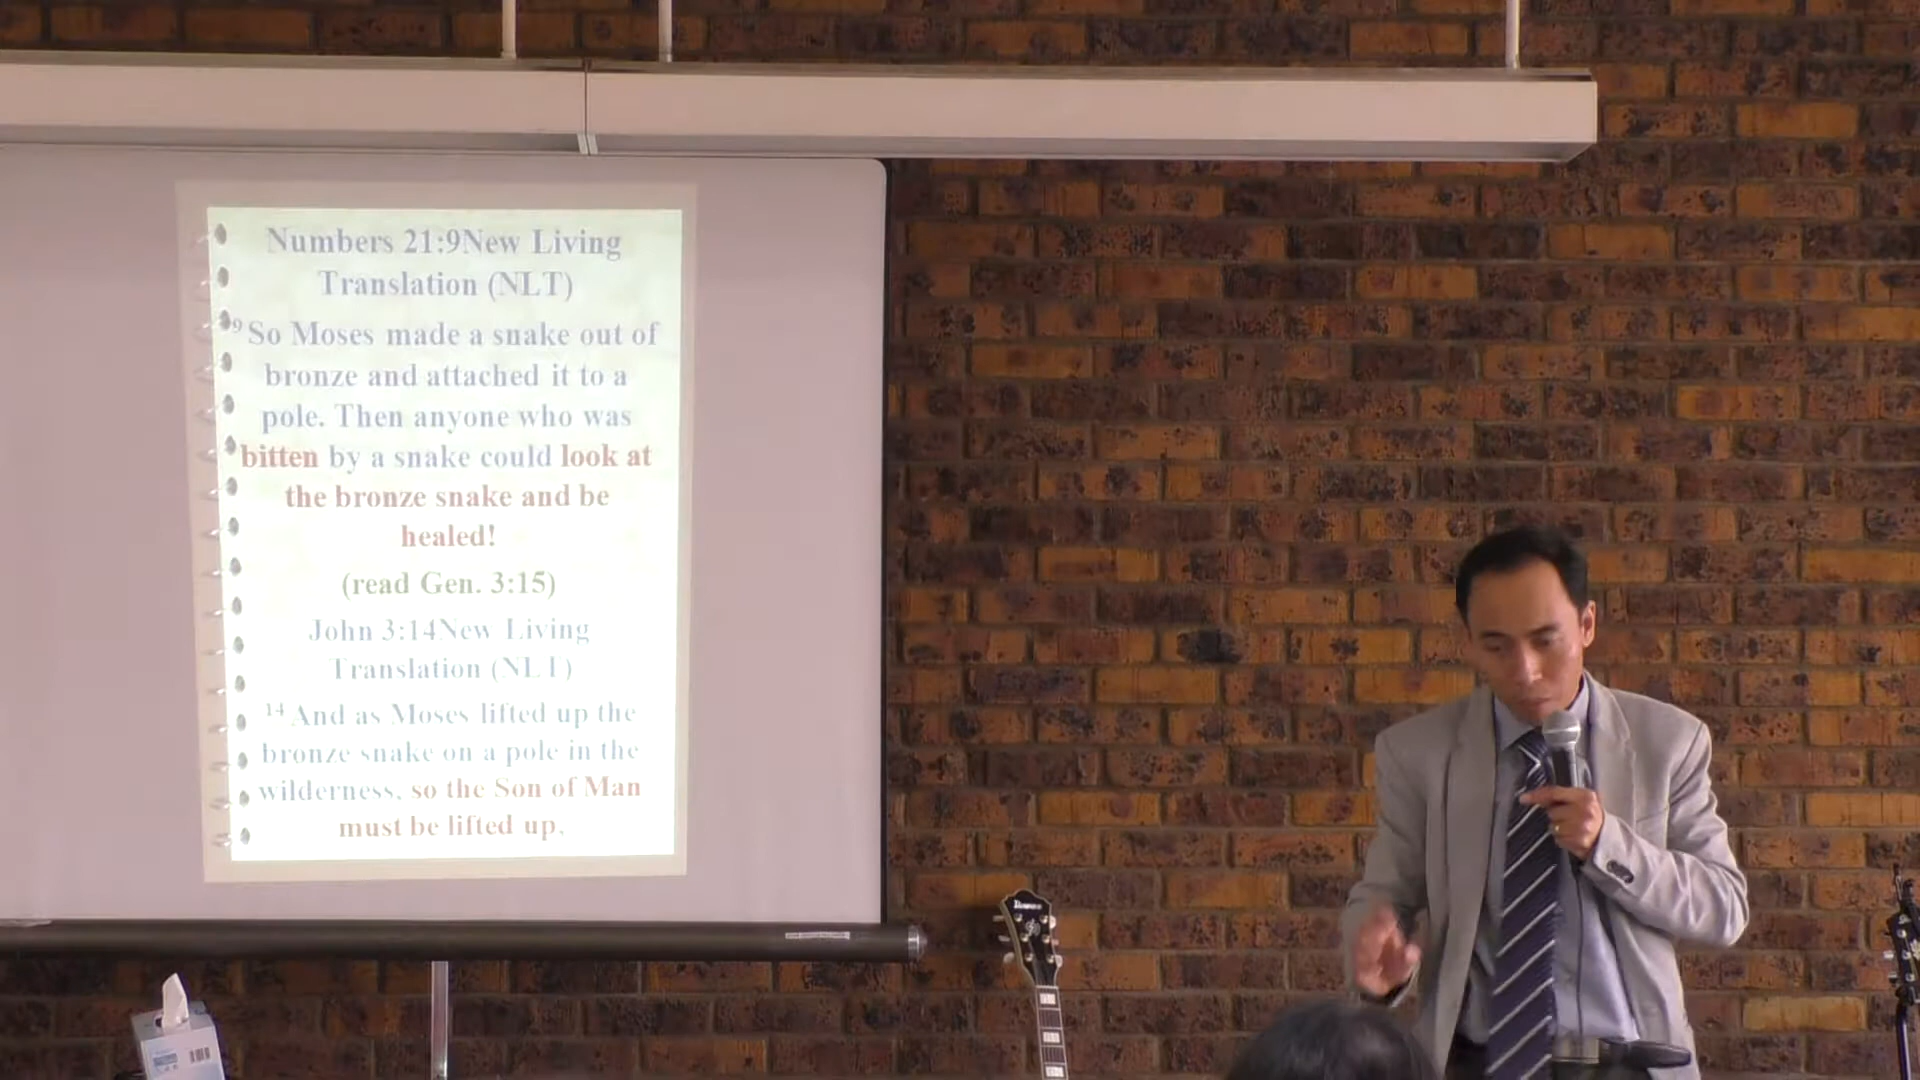 Numbers 21:9New Living
Translation (NLT)
9 So Moses made a snake out of
bronze and attached it to a
pole. Then anyone who was
bitten by a snake could look at
the bronze snake and be
healed!
(read Gen. 3:15)
John 3:14New Living
Translation (NLT)
14 And as Moses lifted up the
bronze snake on a pole in the
wilderness, so the Son of Man
must be lifted up,
Ibanez